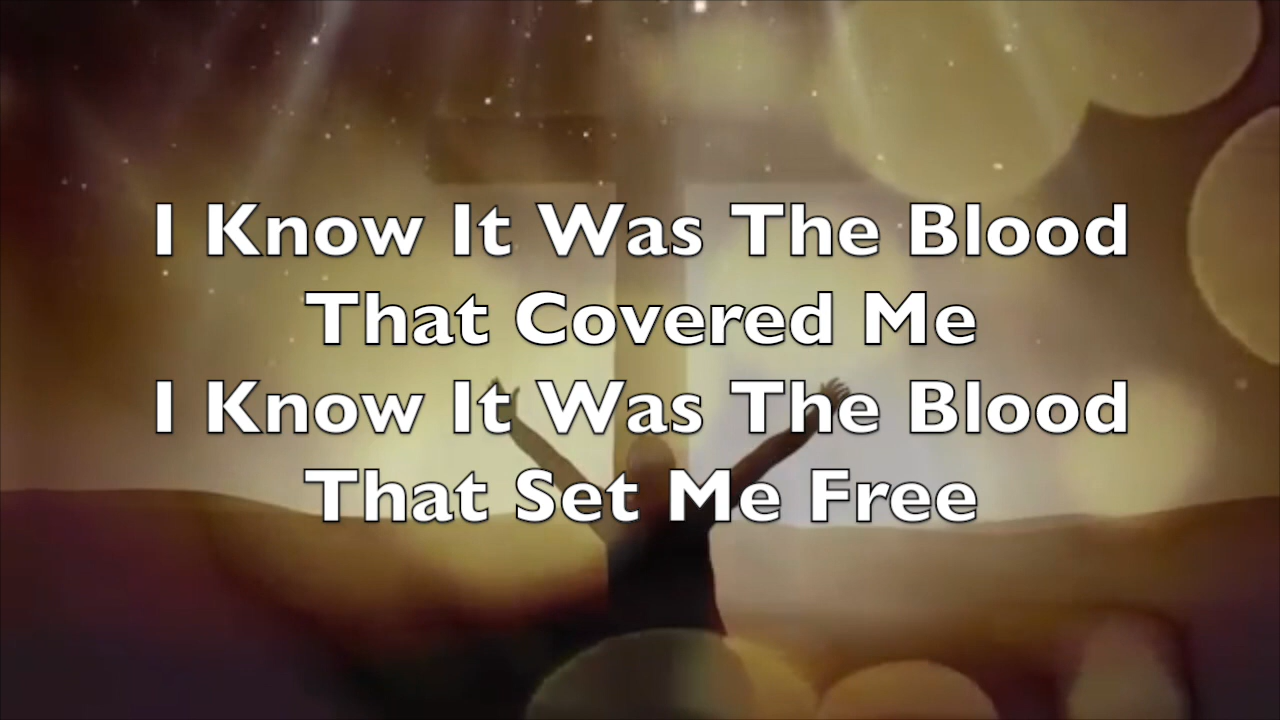 I Know It Was The Blood
That Covered Me
I Know It Was The Blood
That Set Me Free